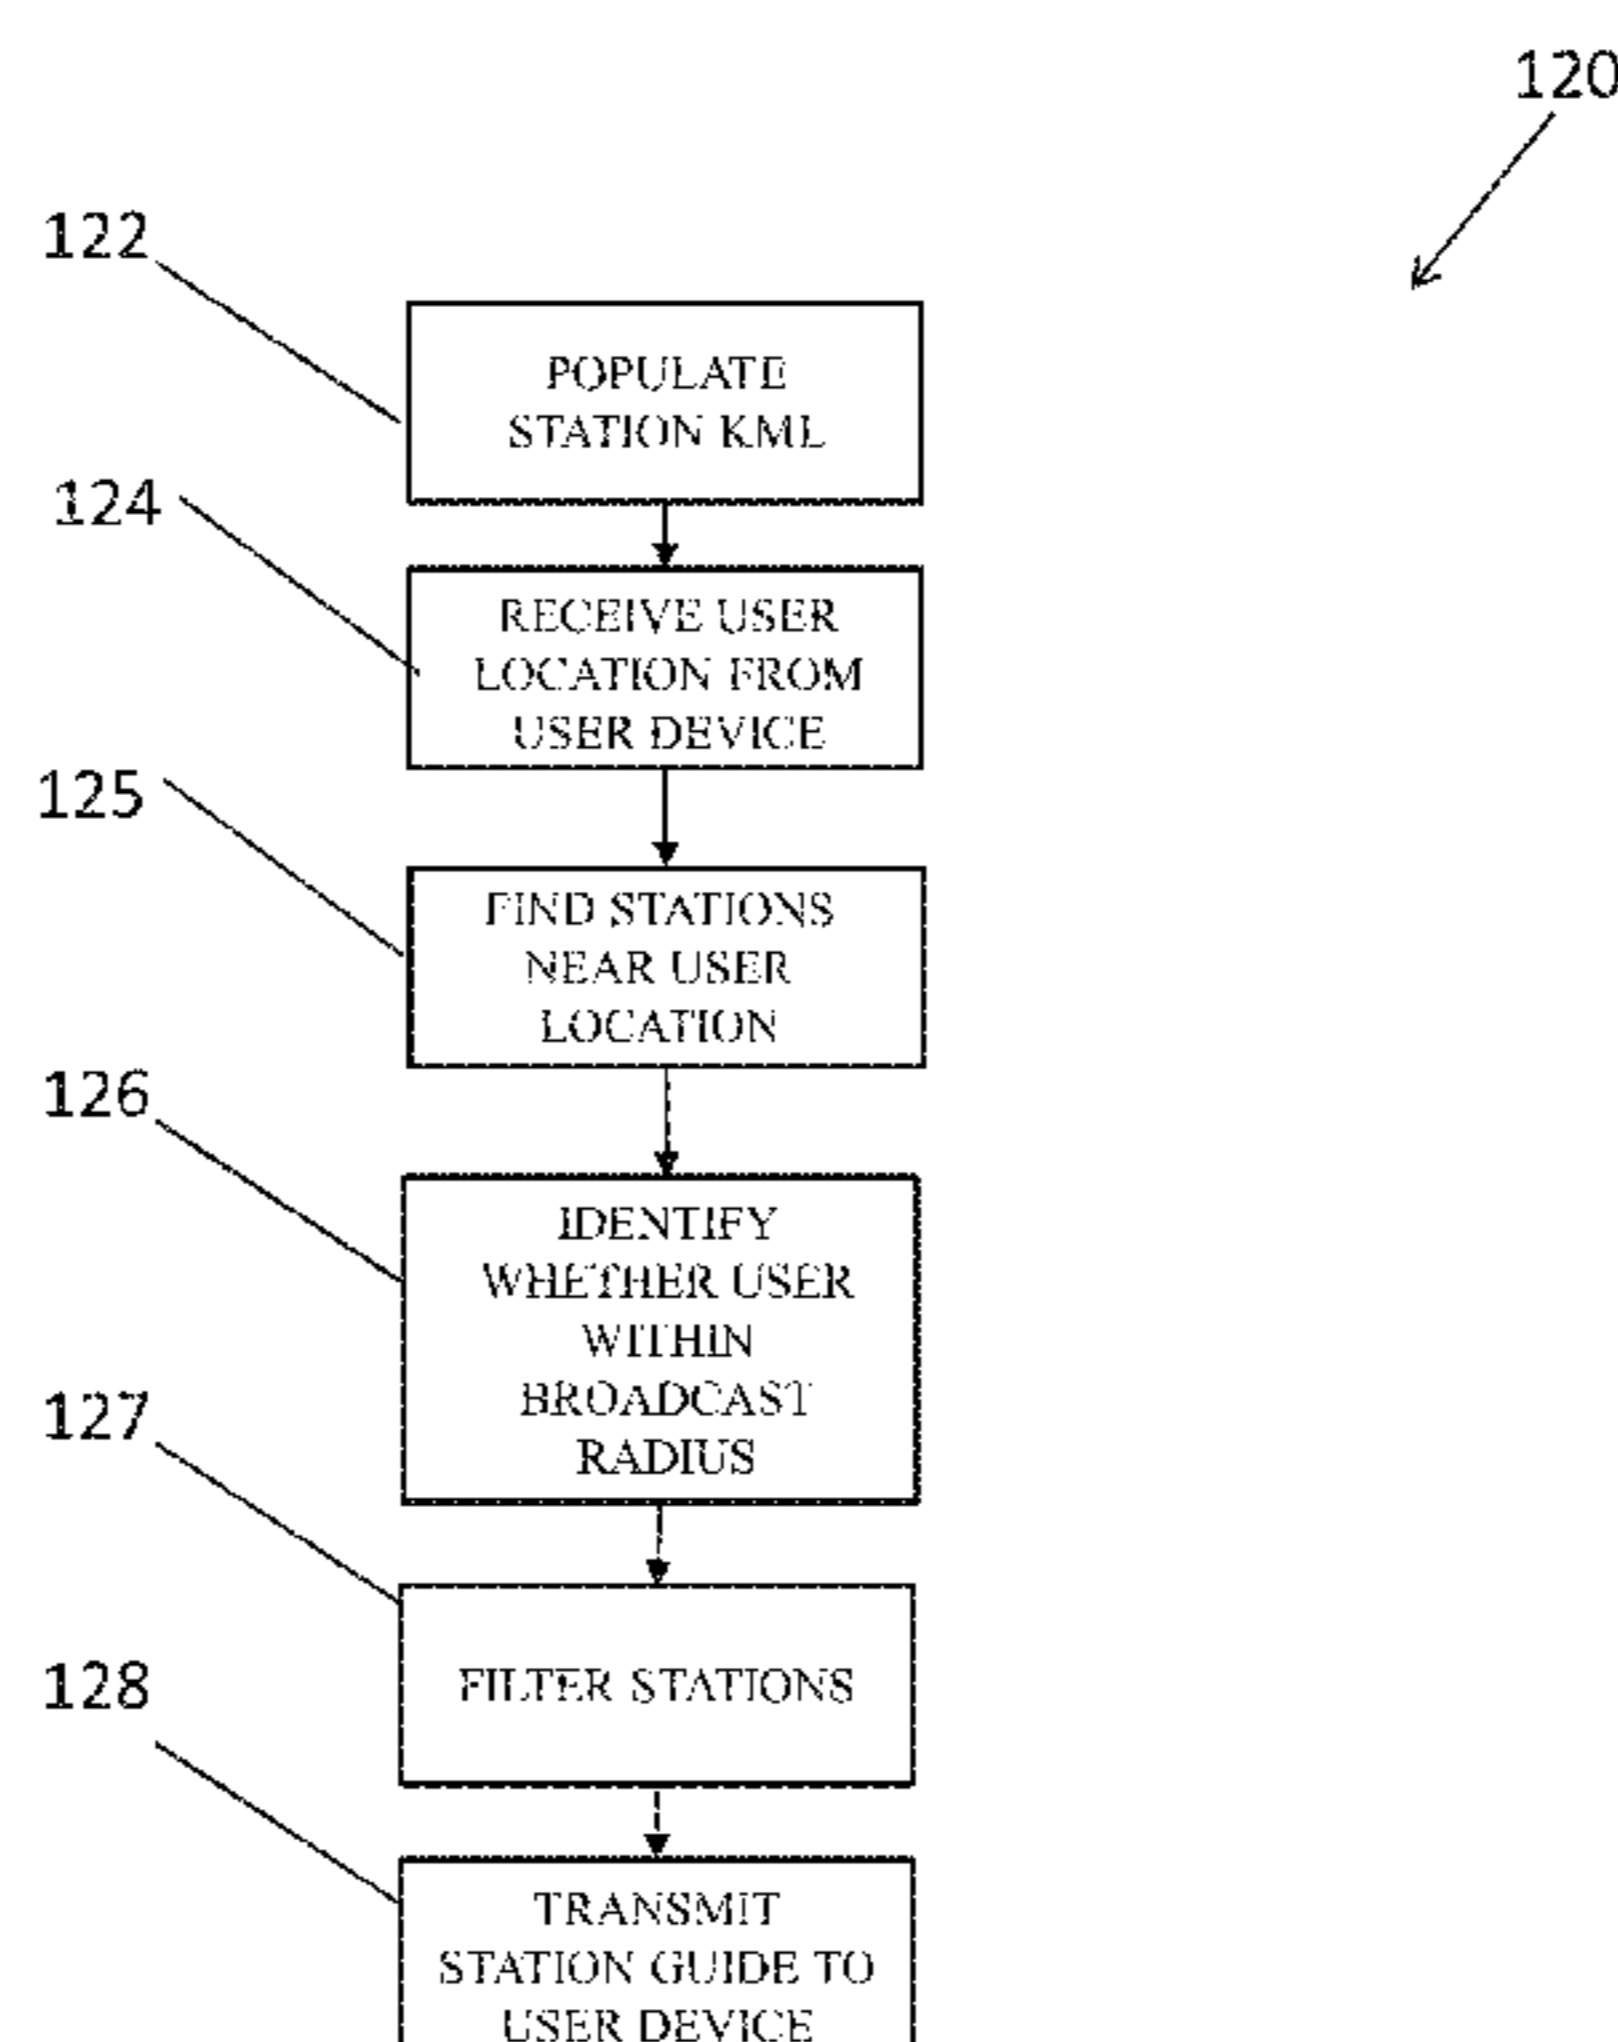 120
122
POPULATE
STATION KML
124
RECEIVE USER
LOCATION FROM
USER DEVICE
125
FIND STATIONS
NEAR USER
LOCATION
126
IDENTIFY
WHETHER USER
WITHIN
BROADCAST
RADIUS
127
FILTER STATIONS
128
TRANSMIT
STATION GUIDE TO
USER DEVICE